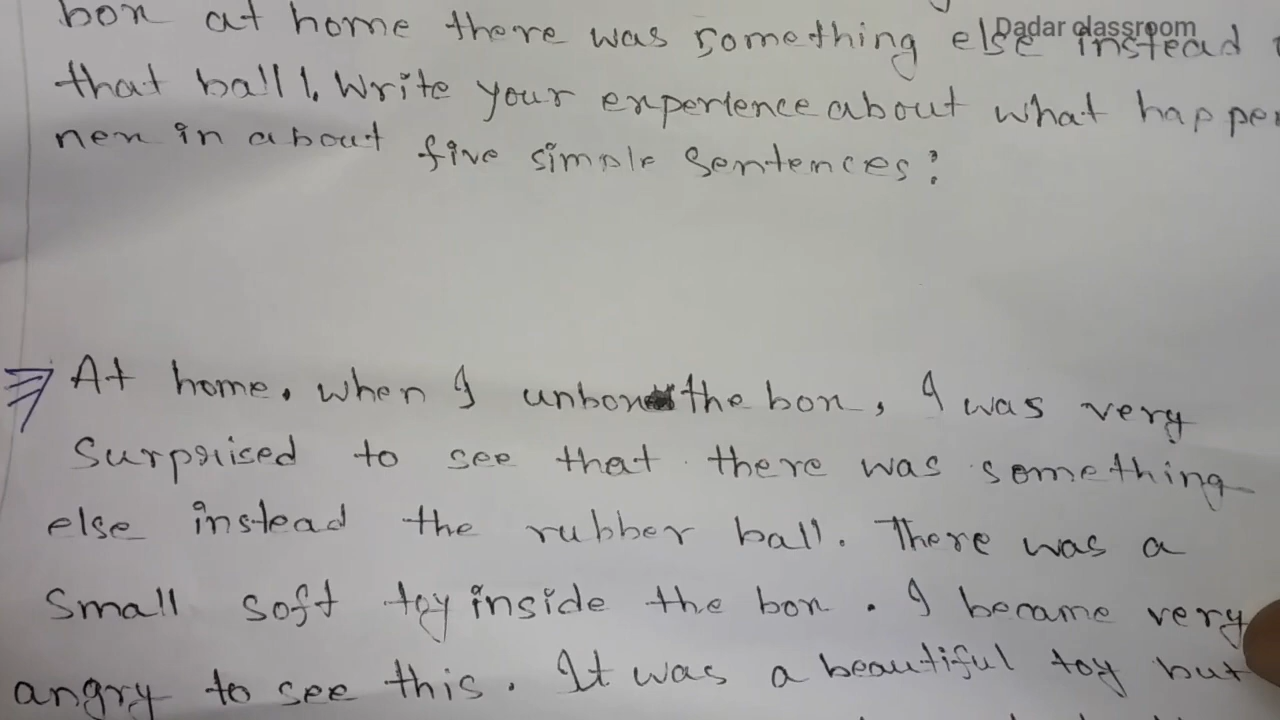 box at home there was something else instead
Dadar classroom
that ball. Write your experience about what happe
nex in about five simple sentences:
At home, when I unbox the box, I was very
surprised to see that there was something
else instead the rubber ball. There was a
small soft toy inside the box. I became very
angry to see this. It was a beautiful toy but